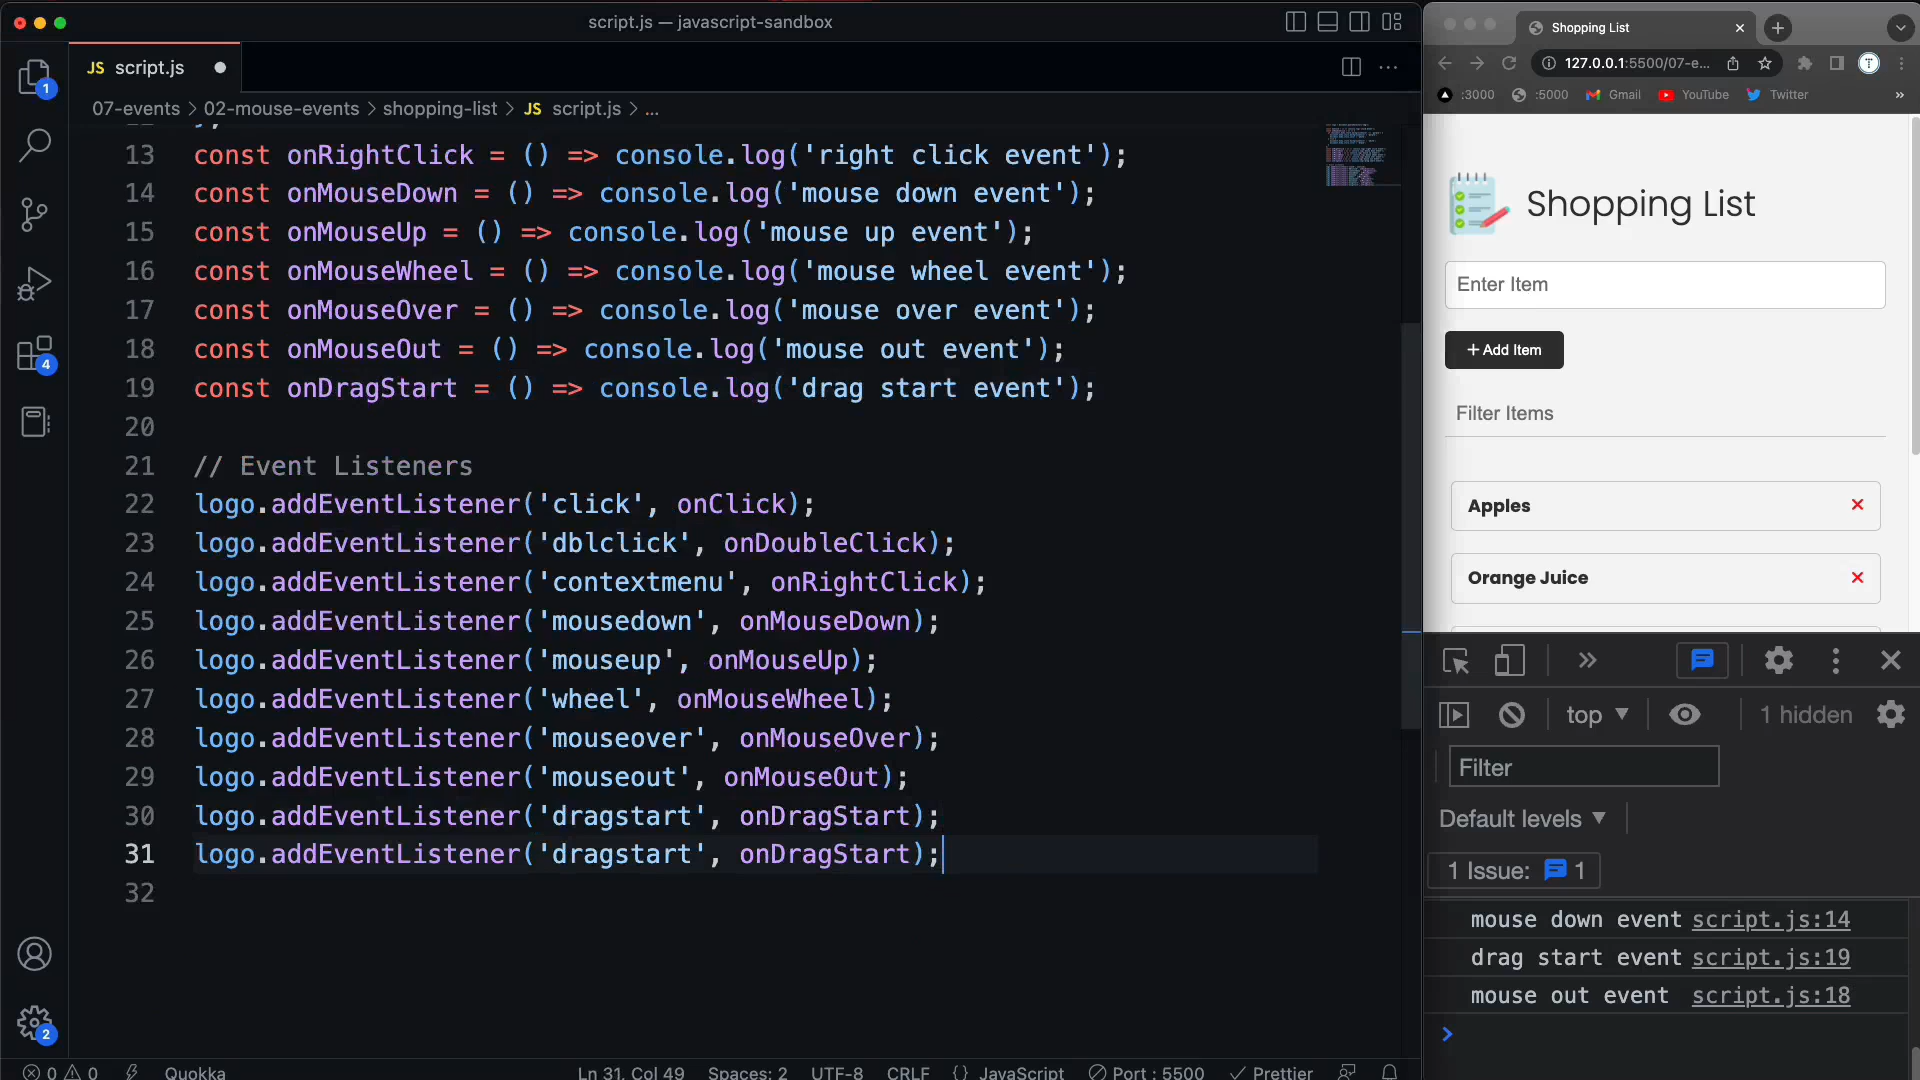 script.js — javascript-sandbox
JS script.js
07-events > 02-mouse-events > shopping-list > JS script.js > ...
13 const onRightClick = () => console.log('right click event');
14 const onMouseDown = () => console.log('mouse down event');
15 const onMouseUp = () => console.log('mouse up event');
16 const onMouseWheel = () => console.log('mouse wheel event');
17 const onMouseOver = () => console.log('mouse over event');
18 const onMouseOut = () => console.log('mouse out event');
19 const onDragStart = () => console.log('drag start event');
20
21 // Event Listeners
22 logo.addEventListener('click', onClick);
23 logo.addEventListener('dblclick', onDoubleClick);
24 logo.addEventListener('contextmenu', onRightClick);
25 logo.addEventListener('mousedown', onMouseDown);
26 logo.addEventListener('mouseup', onMouseUp);
27 logo.addEventListener('wheel', onMouseWheel);
28 logo.addEventListener('mouseover', onMouseOver);
29 logo.addEventListener('mouseout', onMouseOut);
30 logo.addEventListener('dragstart', onDragStart);
31 logo.addEventListener('dragstart', onDragStart);
32
1
4
2
0 0 Quokka Ln 31, Col 49 Spaces: 2 UTF-8 CRLF {} JavaScript Port : 5500 Prettier
Shopping List
127.0.0.1:5500/07-e... T
:3000 :5000 Gmail YouTube Twitter »
Shopping List
Enter Item
+ Add Item
Filter Items
Apples
Orange Juice
top 1 hidden
Filter
Default levels
1 Issue: 1
mouse down event script.js:14
drag start event script.js:19
mouse out event script.js:18